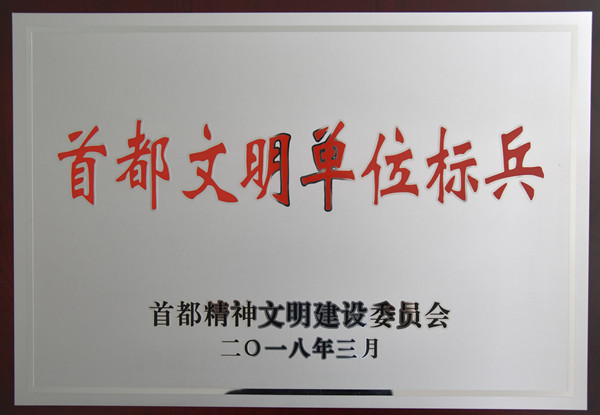 首都文明单位标兵
首都精神文明建设委员会
二〇一八年三月